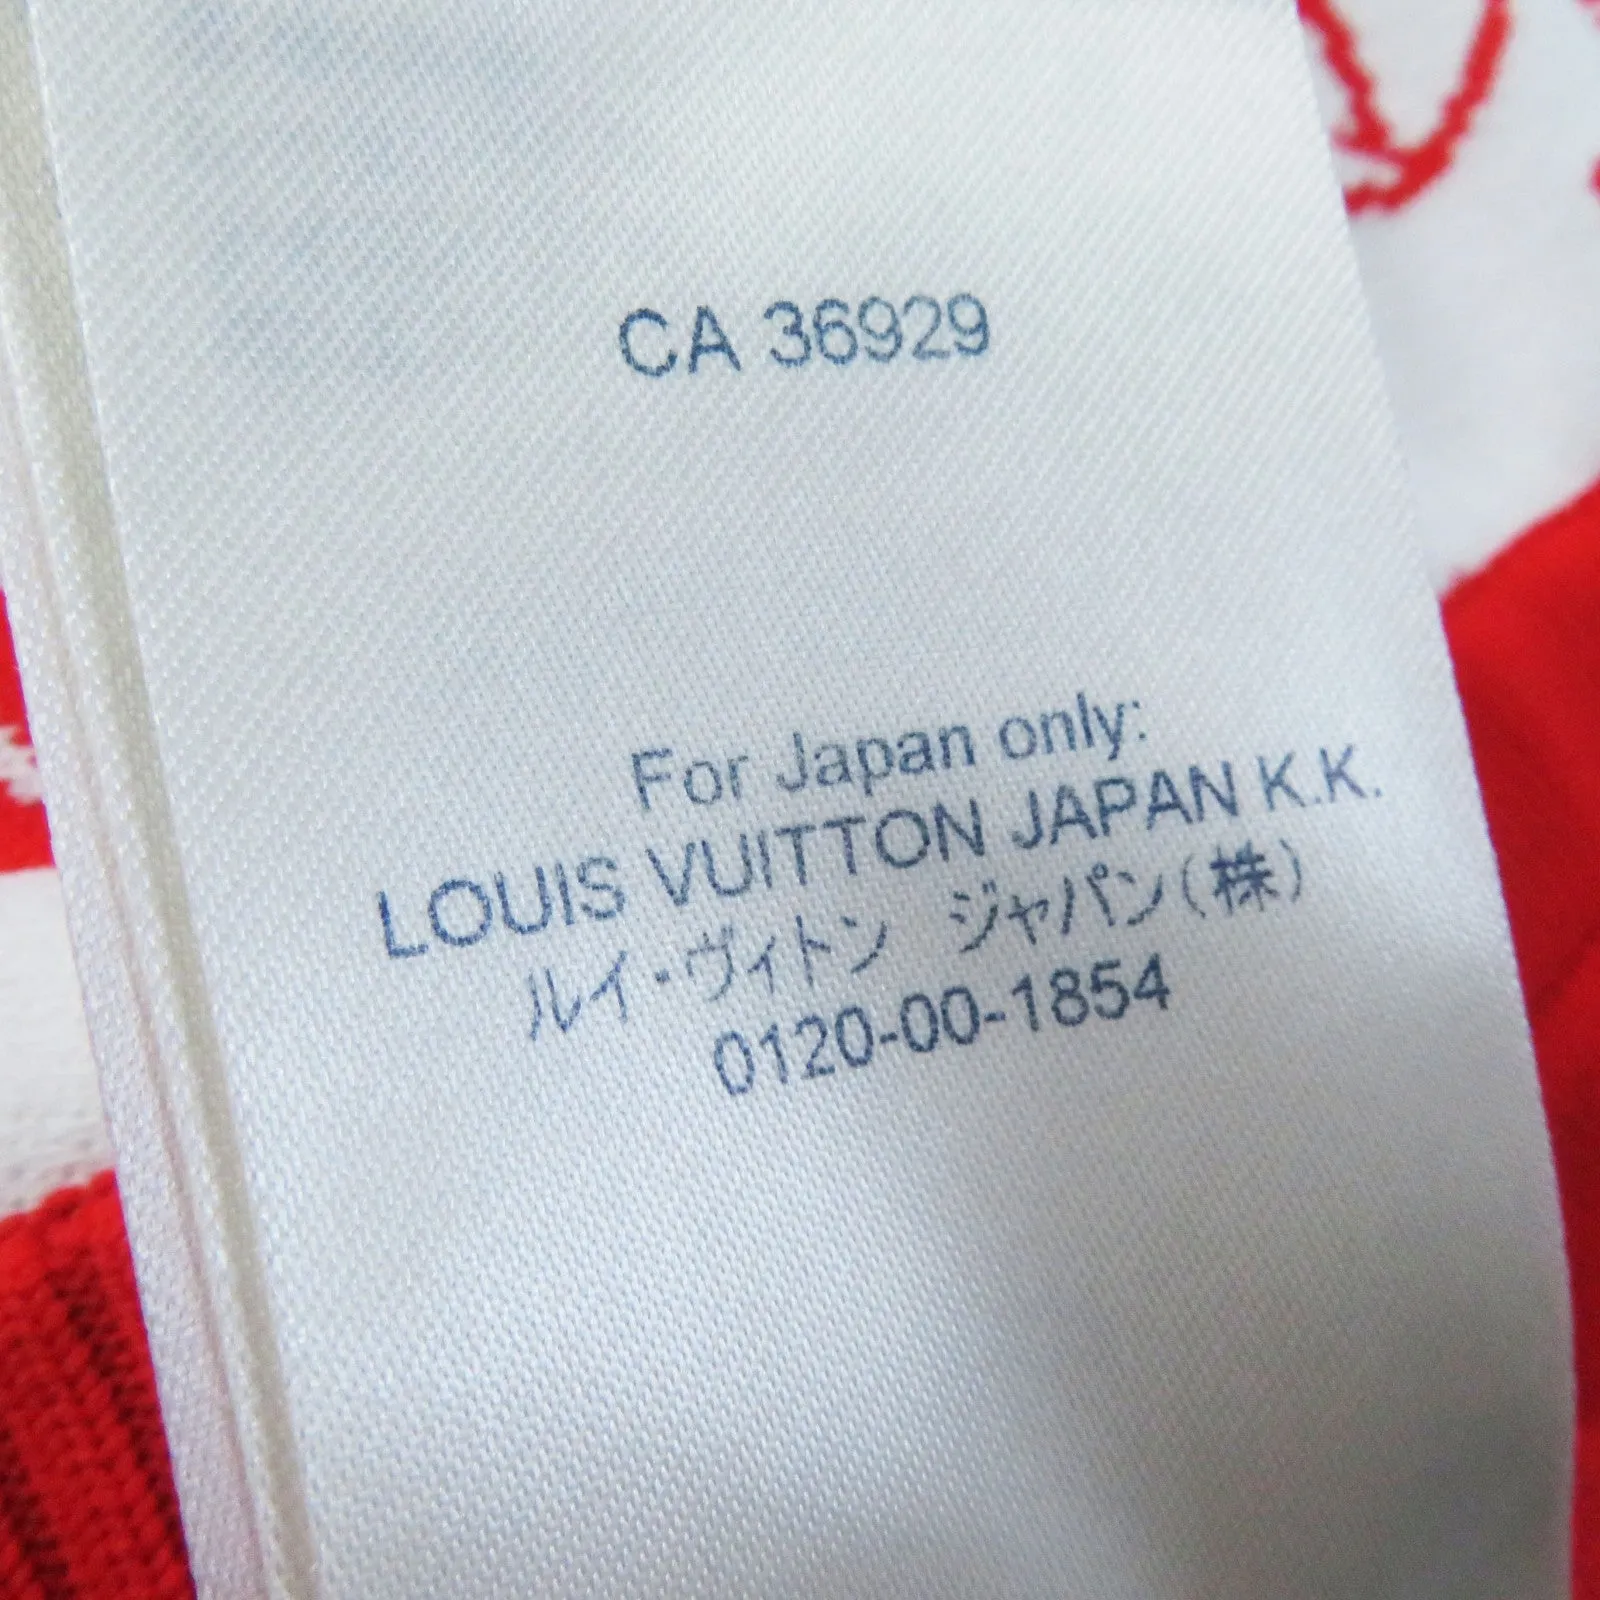 CA 36929
For Japan only:
LOUIS VUITTON JAPAN K.K.
ルイ・ヴィトン ジャパン(株)
0120-00-1854